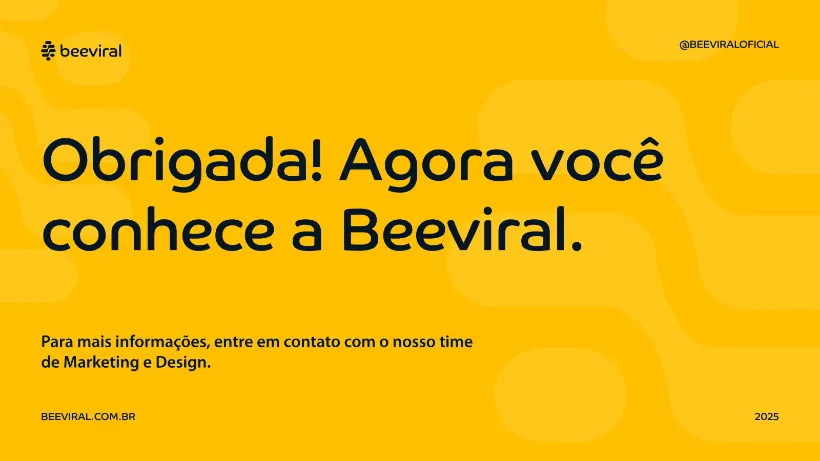 beeviral
@BEEVIRALOFICIAL
Obrigada! Agora você
conhece a Beeviral.
Para mais informações, entre em contato com o nosso time
de Marketing e Design.
BEEVIRAL.COM.BR
2025